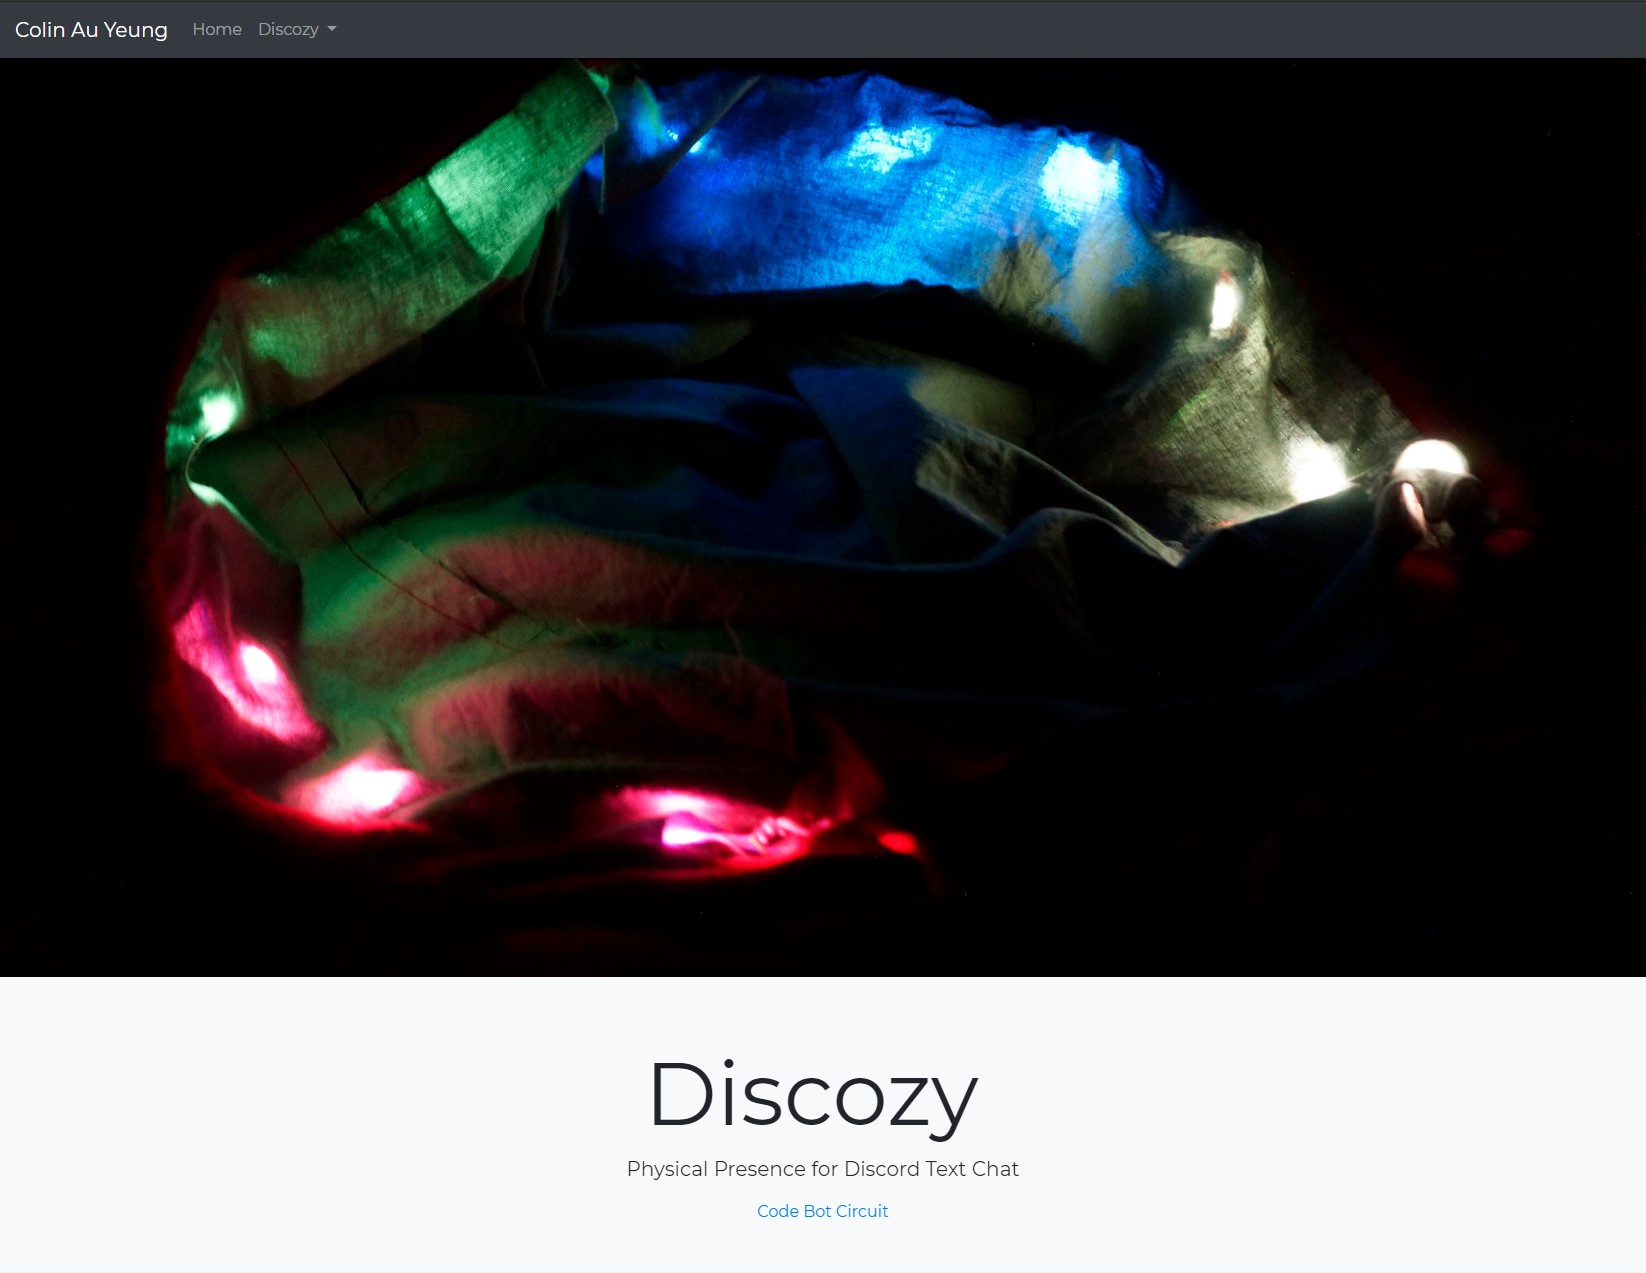 Colin Au Yeung Home Discozy
Discozy
Physical Presence for Discord Text Chat
Code Bot Circuit